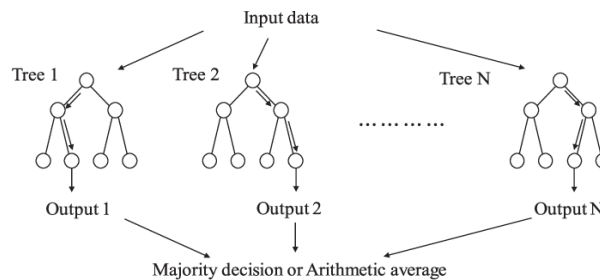 Input data
Tree 1
Tree 2
Tree N
............
Output 1
Output 2
Output N
Majority decision or Arithmetic average